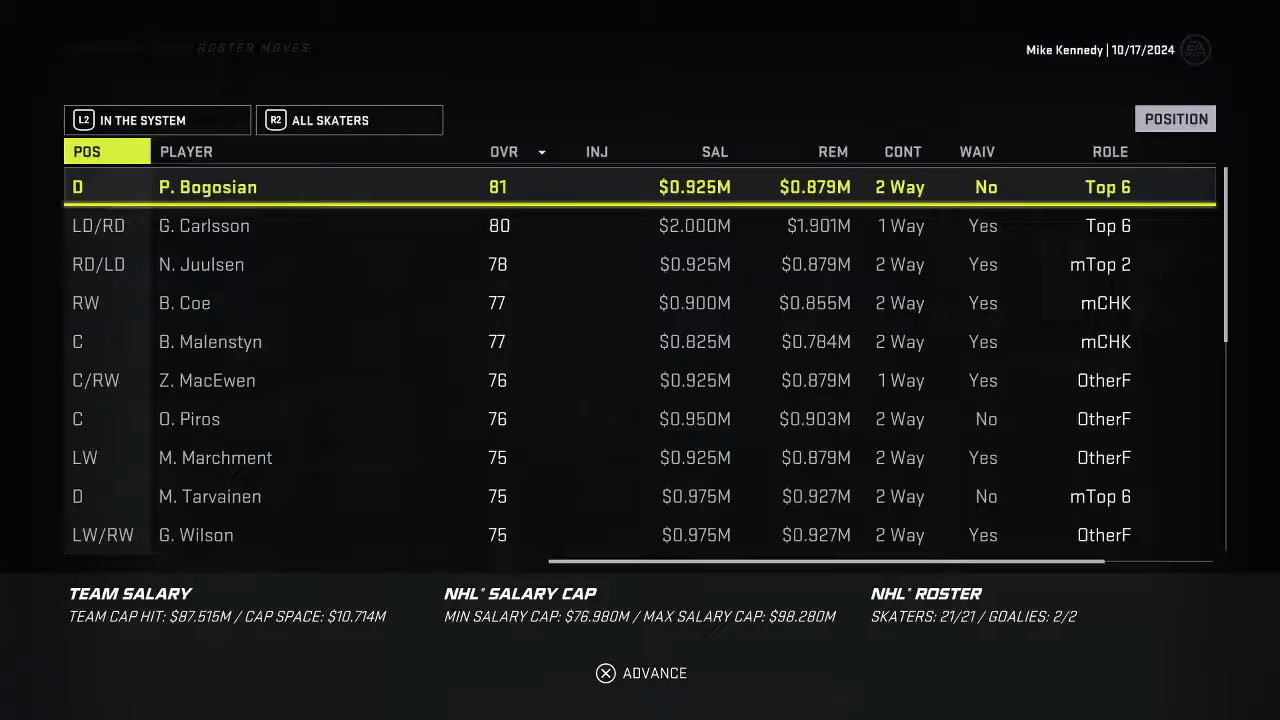 ROSTER MOVES
Mike Kennedy | 10/17/2024
L2 IN THE SYSTEM R2 ALL SKATERS POSITION
POS PLAYER OVR INJ SAL REM CONT WAIV ROLE
D P. Bogosian 81 $0.925M $0.879M 2 Way No Top 6
LD/RD G. Carlsson 80 $2.000M $1.901M 1 Way Yes Top 6
RD/LD N. Juulsen 78 $0.925M $0.879M 2 Way Yes mTop 2
RW B. Coe 77 $0.900M $0.855M 2 Way Yes mCHK
C B. Malenstyn 77 $0.825M $0.784M 2 Way Yes mCHK
C/RW Z. MacEwen 76 $0.925M $0.879M 1 Way Yes OtherF
C O. Piros 76 $0.950M $0.903M 2 Way No OtherF
LW M. Marchment 75 $0.925M $0.879M 2 Way Yes OtherF
D M. Tarvainen 75 $0.975M $0.927M 2 Way No mTop 6
LW/RW G. Wilson 75 $0.975M $0.927M 2 Way Yes OtherF
TEAM SALARY NHL® SALARY CAP NHL® ROSTER
TEAM CAP HIT: $87.515M / CAP SPACE: $10.714M MIN SALARY CAP: $76.980M / MAX SALARY CAP: $98.280M SKATERS: 21/21 / GOALIES: 2/2
ADVANCE